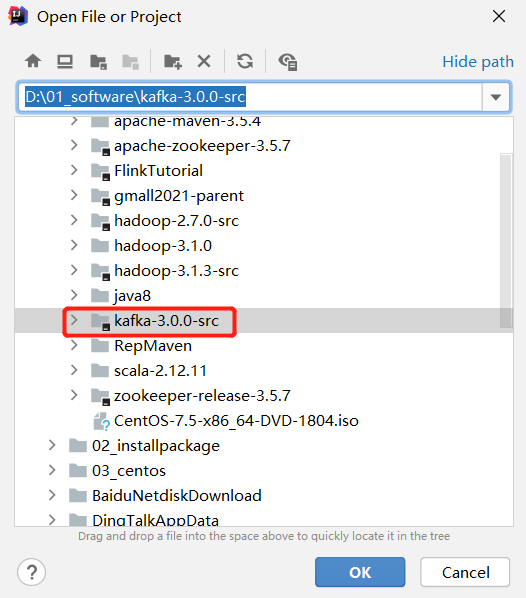 Open File or Project
Hide path
D:\01_software\kafka-3.0.0-src
apache-maven-3.5.4
apache-zookeeper-3.5.7
FlinkTutorial
gmall2021-parent
hadoop-2.7.0-src
hadoop-3.1.0
hadoop-3.1.3-src
java8
kafka-3.0.0-src
RepMaven
scala-2.12.11
zookeeper-release-3.5.7
CentOS-7.5-x86_64-DVD-1804.iso
02_installpackage
03_centos
BaiduNetdiskDownload
DingTalkAppData
Drag and drop a file into the space above to quickly locate it in the tree
?
OK
Cancel